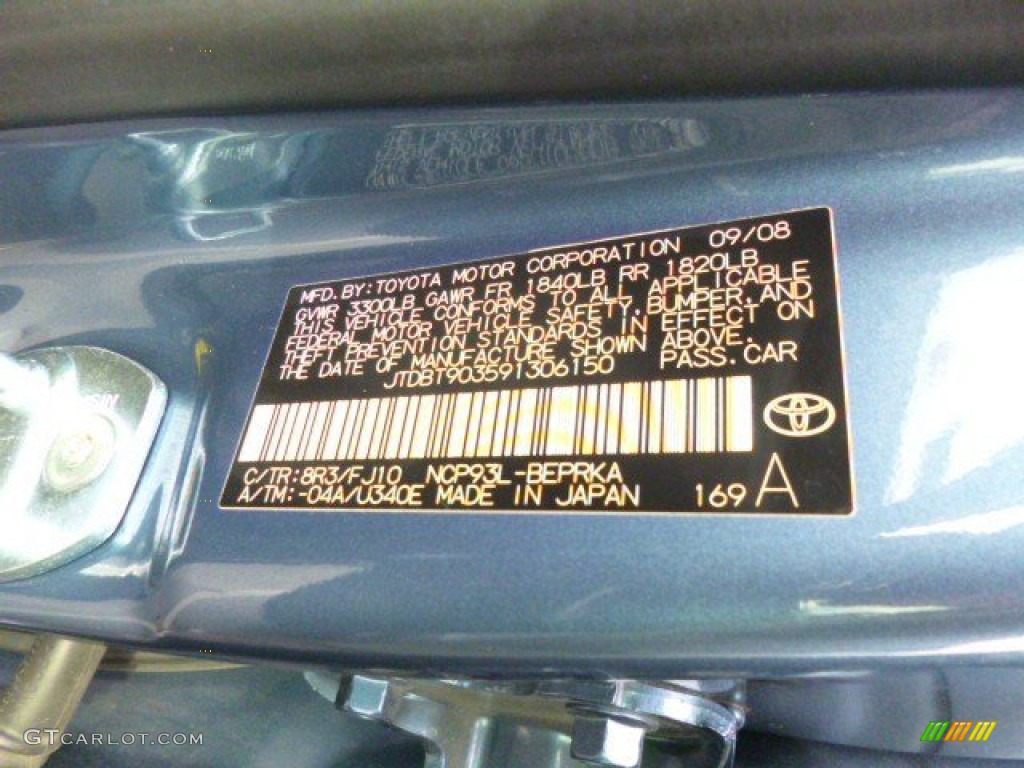 MFD. BY: TOYOTA MOTOR CORPORATION 09/08
GVWR 3300LB GAWR FR 1840LB RR 1820LB
THIS VEHICLE CONFORMS TO ALL APPLICABLE
FEDERAL MOTOR VEHICLE SAFETY, BUMPER, AND
THEFT PREVENTION STANDARDS IN EFFECT ON
THE DATE OF MANUFACTURE SHOWN ABOVE.
JTDBT903591306150 PASS. CAR
C/TR: 8R3/FJ10 NCP93L-BEPRKA
A/TM: -04A/U340E MADE IN JAPAN 169 A
GTCARLOT.COM